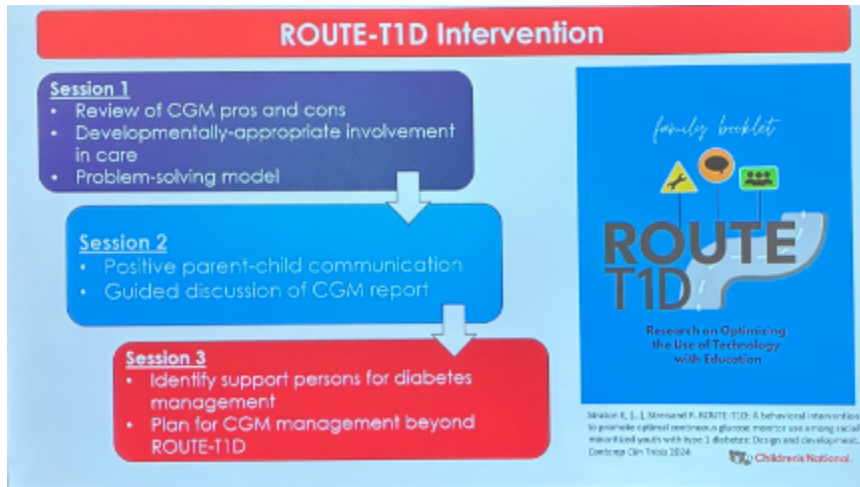 ROUTE-T1D Intervention
Session 1
• Review of CGM pros and cons
• Developmentally-appropriate involvement
in care
• Problem-solving model
Session 2
• Positive parent-child communication
• Guided discussion of CGM report
Session 3
• Identify support persons for diabetes
management
• Plan for CGM management beyond
ROUTE-T1D
family booklet
ROUTE
T1D
Research on Optimizing
the Use of Technology
with Education
Streisand R. ROUTE-T1D: A behavioral intervention
to promote optimal continuous glucose monitor use among racial
minoritized youth with type 1 diabetes: Design and development.
Contemp Clin Trials 2024
Children's National.